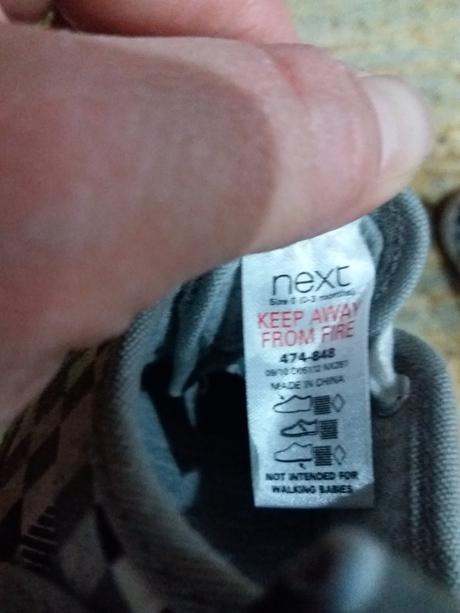 next
Size 0 (0-3 months)
KEEP AWAY
FROM FIRE
474-848
MADE IN CHINA
NOT INTENDED FOR
WALKING BABIES